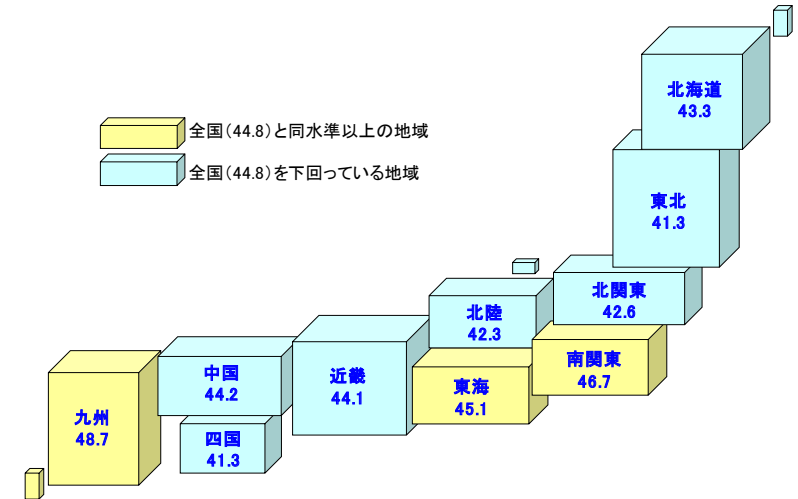 北海道
43.3
全国（44.8）と同水準以上の地域
全国（44.8）を下回っている地域
東北
41.3
北関東
42.6
北陸
42.3
南関東
46.7
中国
44.2
近畿
44.1
東海
45.1
九州
48.7
四国
41.3